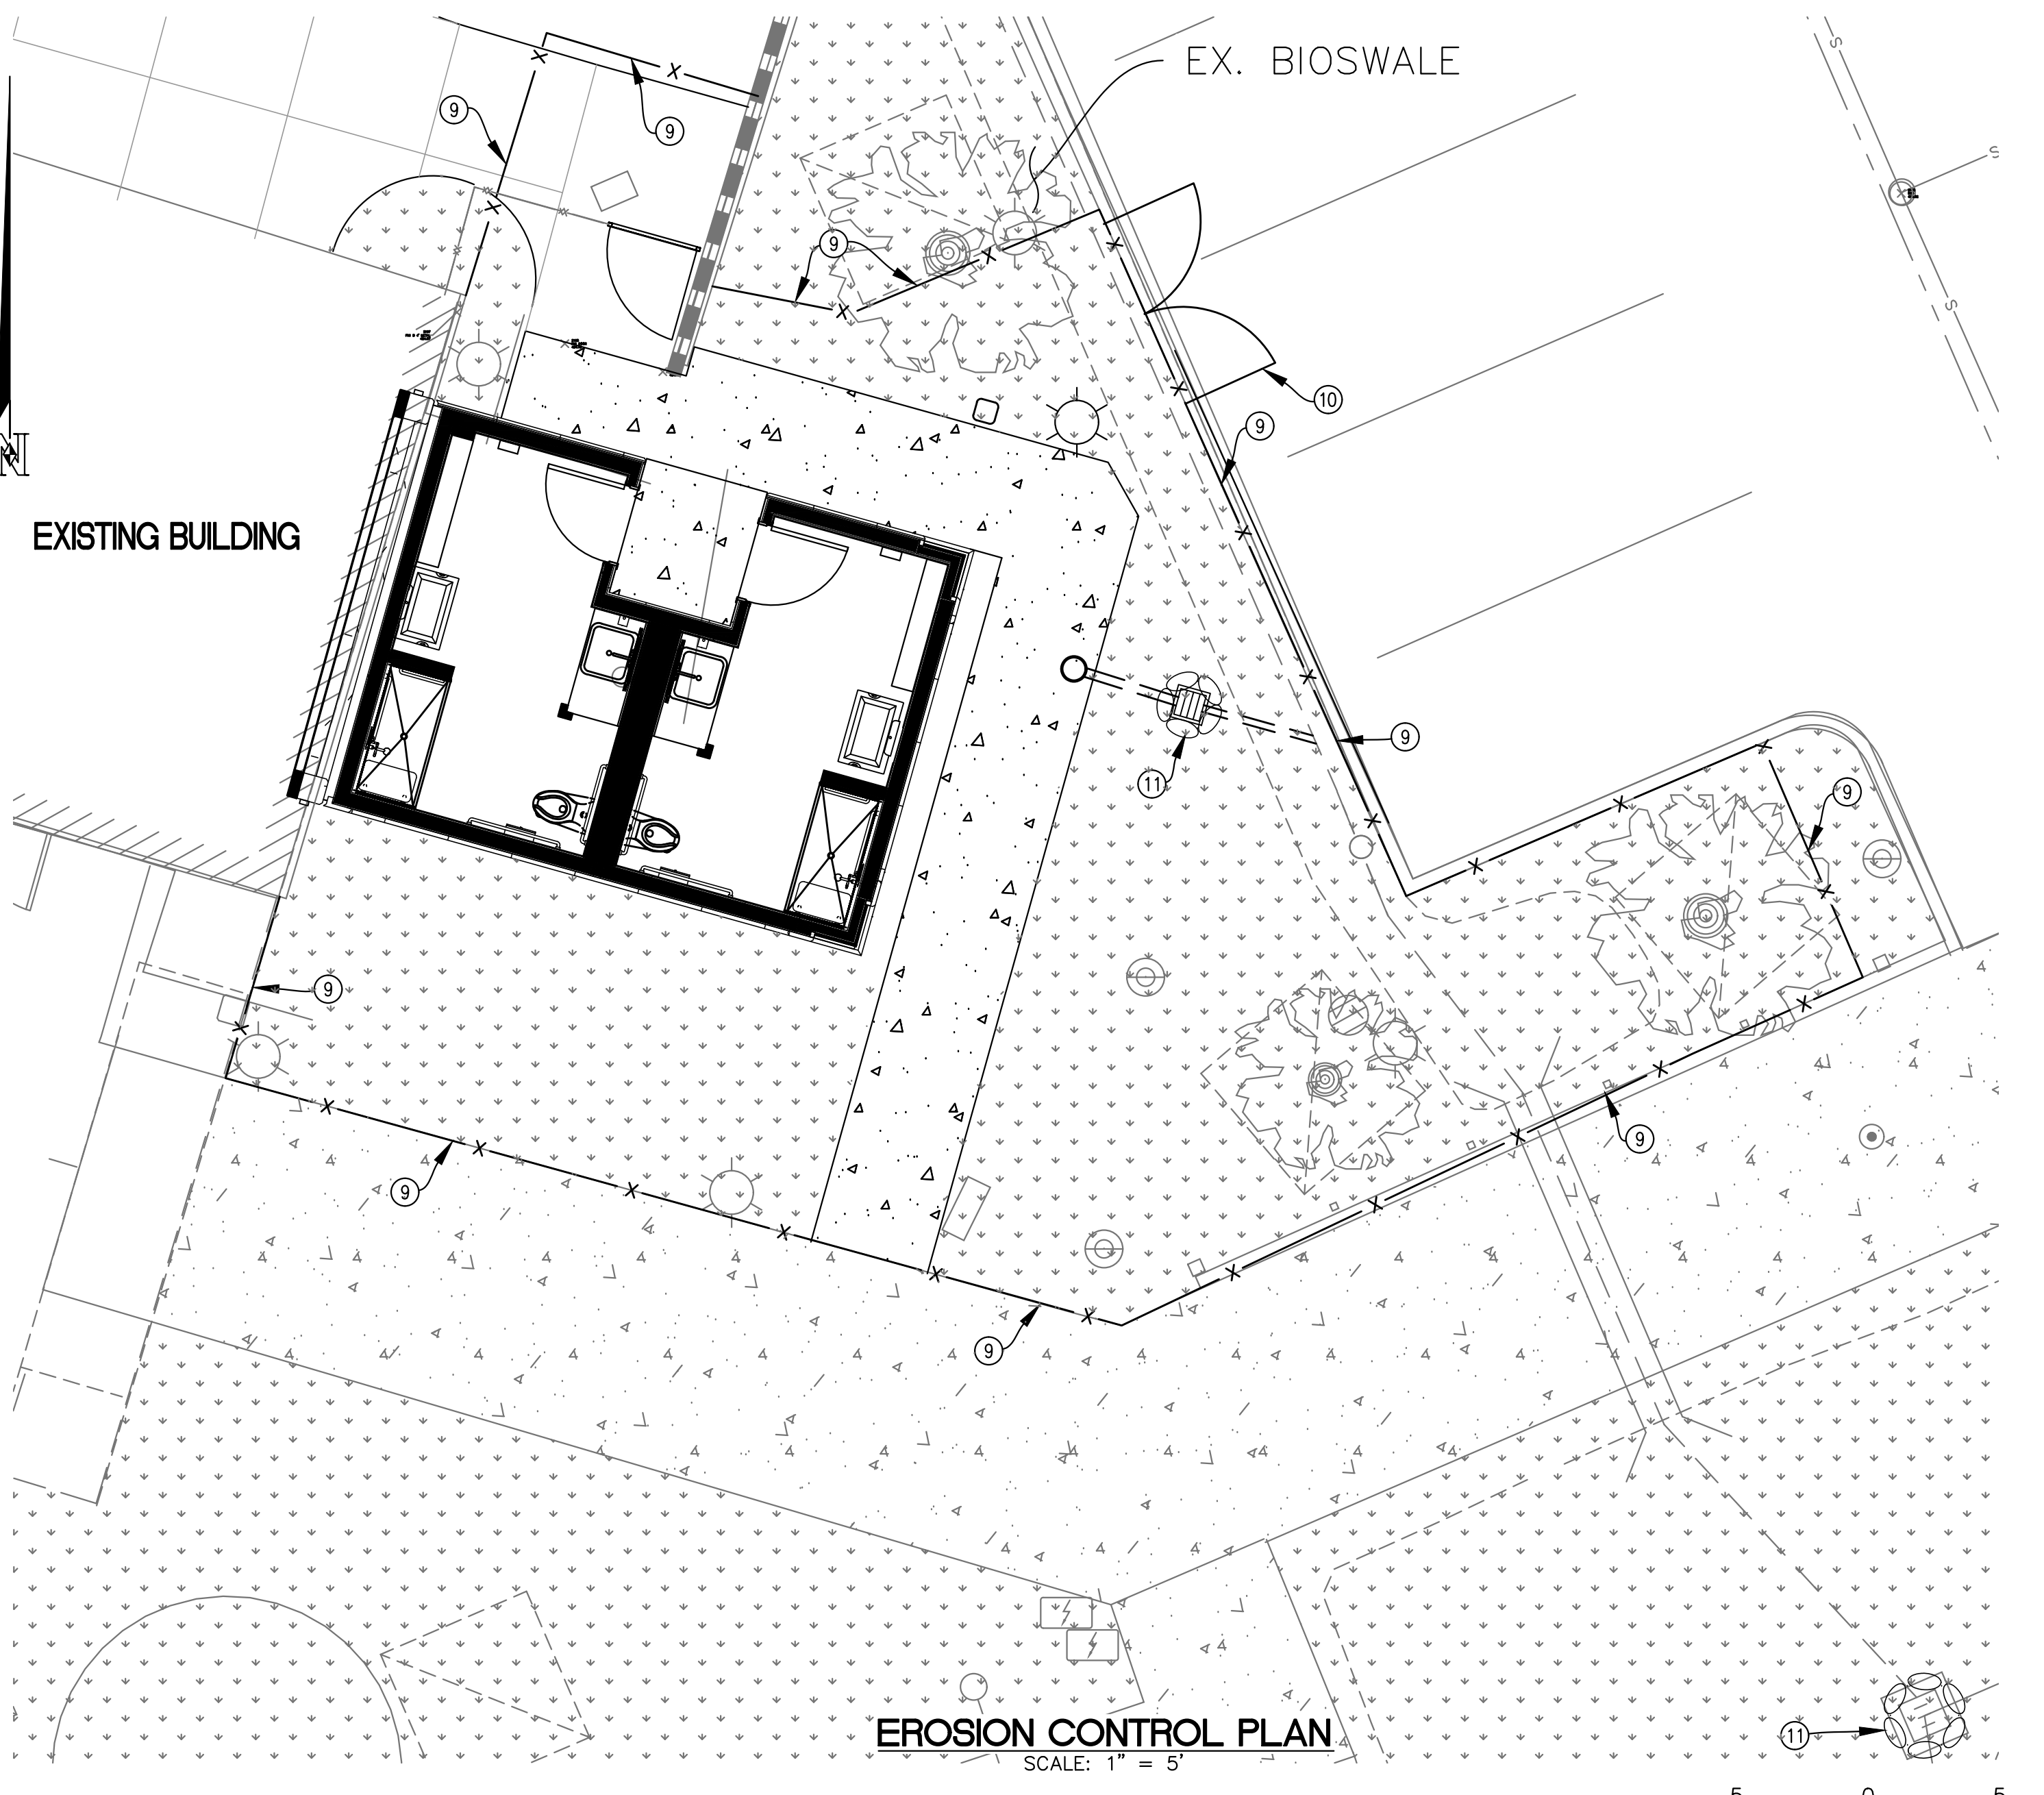 EX. BIOSWALE
9
9
9
10
9
N
EXISTING BUILDING
9
11
9
9
9
9
9
11
EROSION CONTROL PLAN
SCALE: 1" = 5'
5 0 5
S
S
S